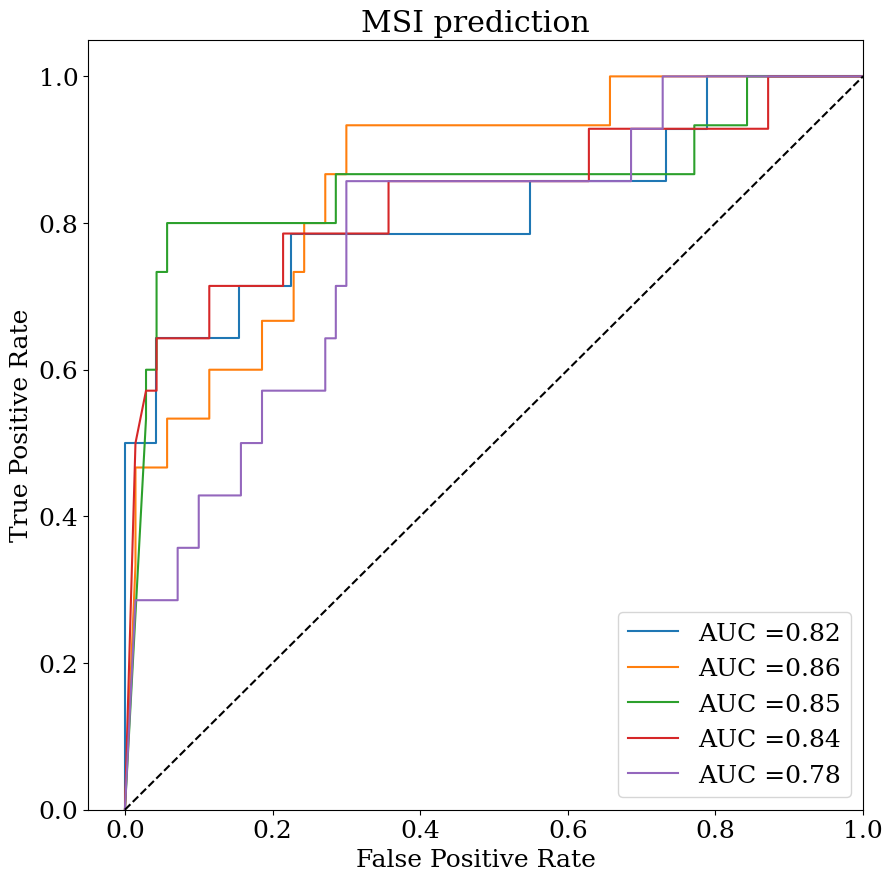 MSI prediction
True Positive Rate
1.0
0.8
0.6
0.4
0.2
0.0
AUC =0.82
AUC =0.86
AUC =0.85
AUC =0.84
AUC =0.78
0.0 0.2 0.4 0.6 0.8 1.0
False Positive Rate